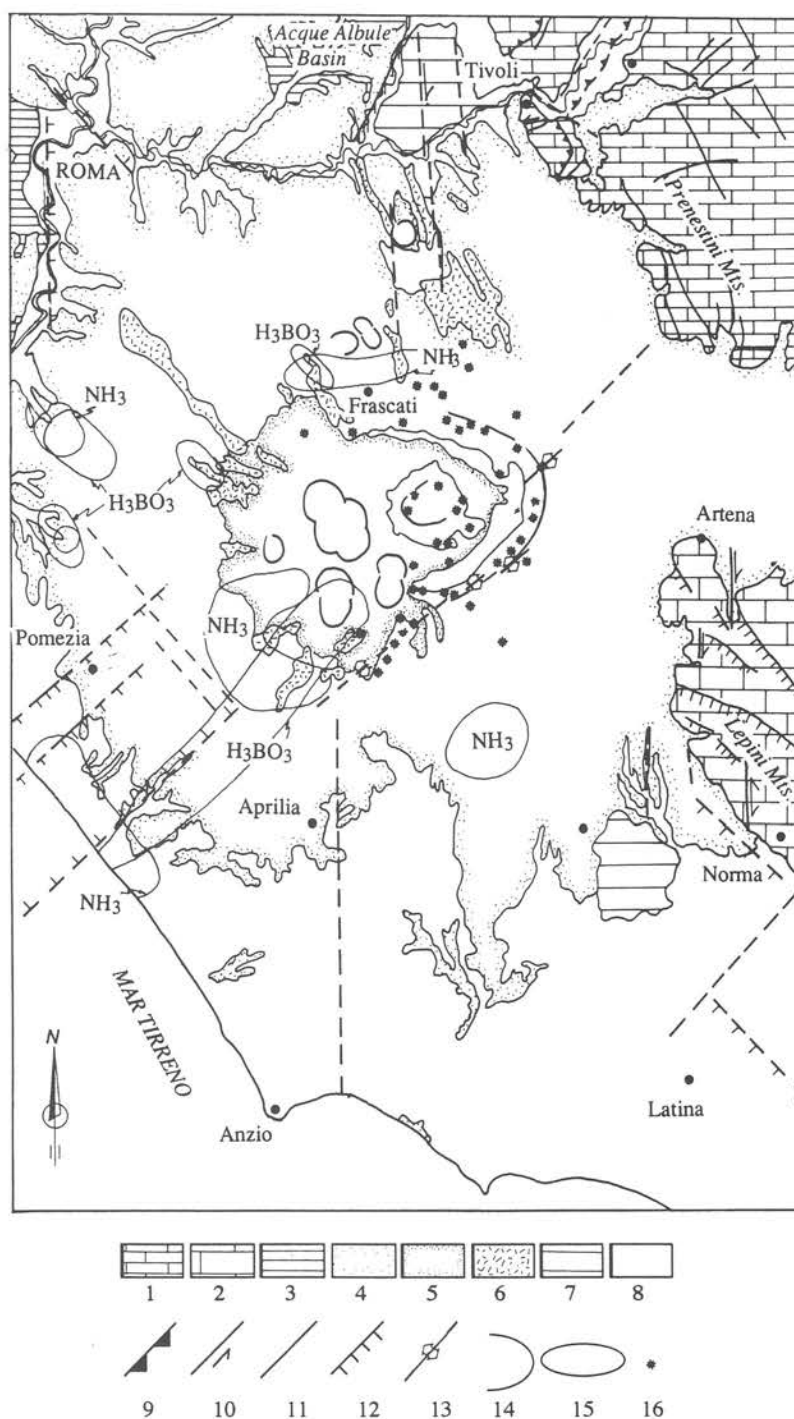 Acque Albule
Basin
Tivoli
ROMA
Prenestini Mts.
H3BO3
NH3
Frascati
NH3
H3BO3
Artena
NH3
Pomezia
Lepini Mts.
NH3
H3BO3
Aprilia
Norma
NH3
MAR TIRRENO
N
Latina
Anzio
1 2 3 4 5 6 7 8
9 10 11 12 13 14 15 16